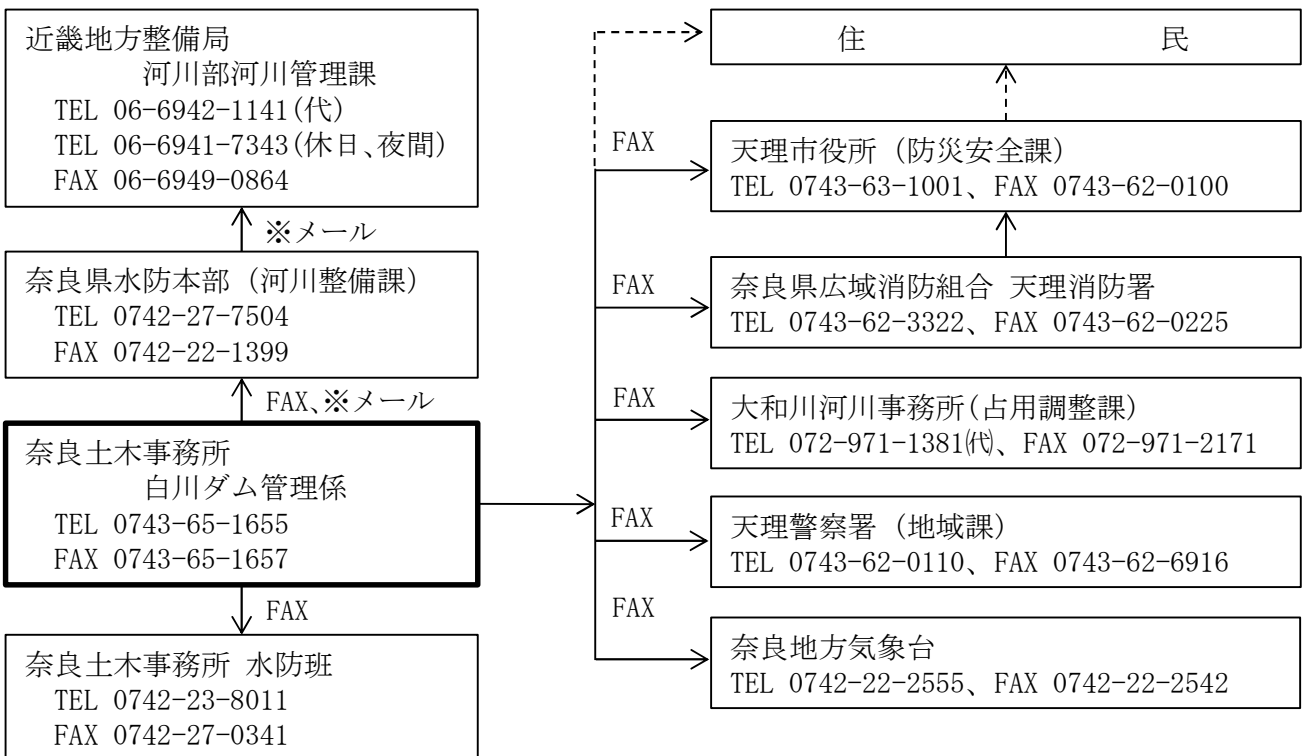 近畿地方整備局
河川部河川管理課
TEL 06-6942-1141(代)
TEL 06-6941-7343(休日、夜間)
FAX 06-6949-0864
※メール
奈良県水防本部 (河川整備課)
TEL 0742-27-7504
FAX 0742-22-1399
FAX、※メール
奈良土木事務所
白川ダム管理係
TEL 0743-65-1655
FAX 0743-65-1657
FAX
奈良土木事務所 水防班
TEL 0742-23-8011
FAX 0742-27-0341
住 民
FAX
天理市役所 (防災安全課)
TEL 0743-63-1001、FAX 0743-62-0100
FAX
奈良県広域消防組合 天理消防署
TEL 0743-62-3322、FAX 0743-62-0225
FAX
大和川河川事務所(占用調整課)
TEL 072-971-1381㈹、FAX 072-971-2171
FAX
天理警察署 (地域課)
TEL 0743-62-0110、FAX 0743-62-6916
FAX
奈良地方気象台
TEL 0742-22-2555、FAX 0742-22-2542